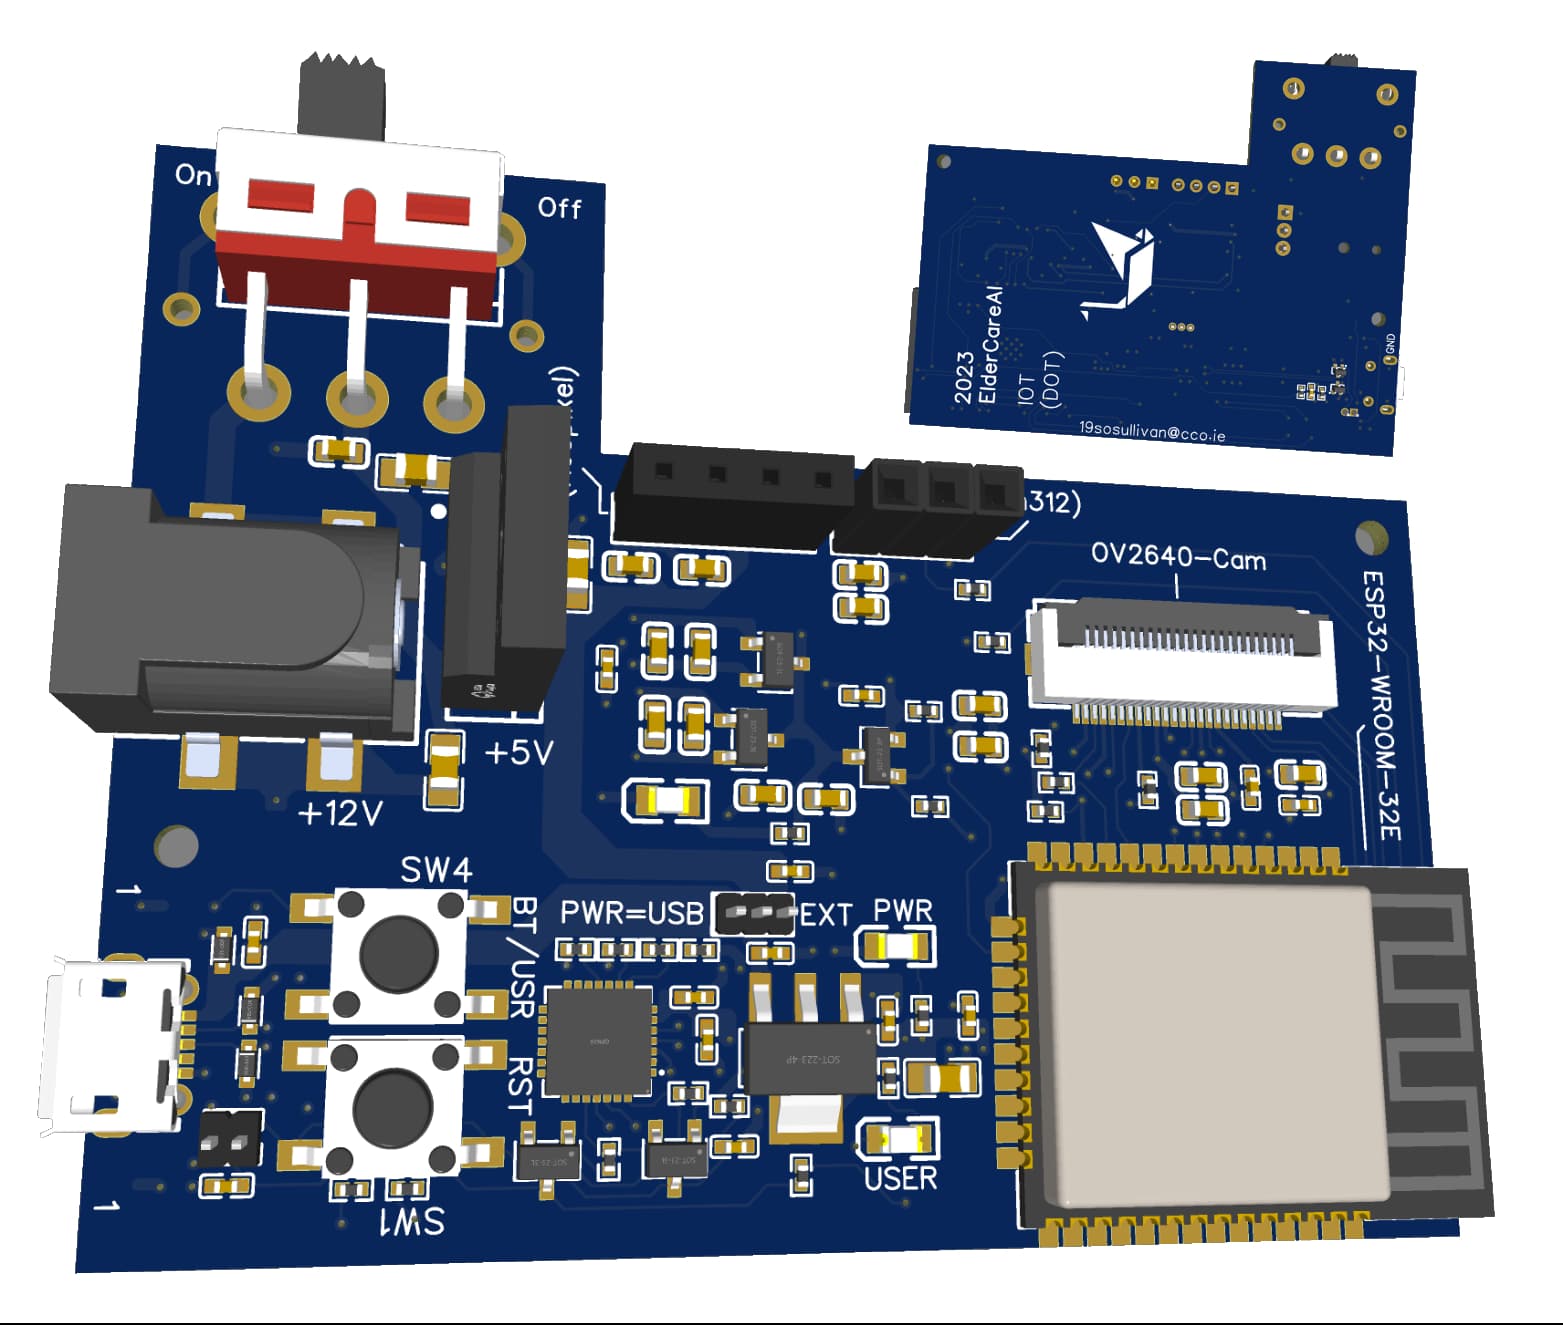 On
Off
xel)
312)
OV2640-Cam
ESP32-WROOM-32E
+5V
+12V
SW4
BT/USR
RST
PWR=USB
EXT
PWR
USER
SW1
1
1
SOT-223-4P
2023
ElderCareAI
IOT
(DOT)
19sosullivan@cco.ie
GND